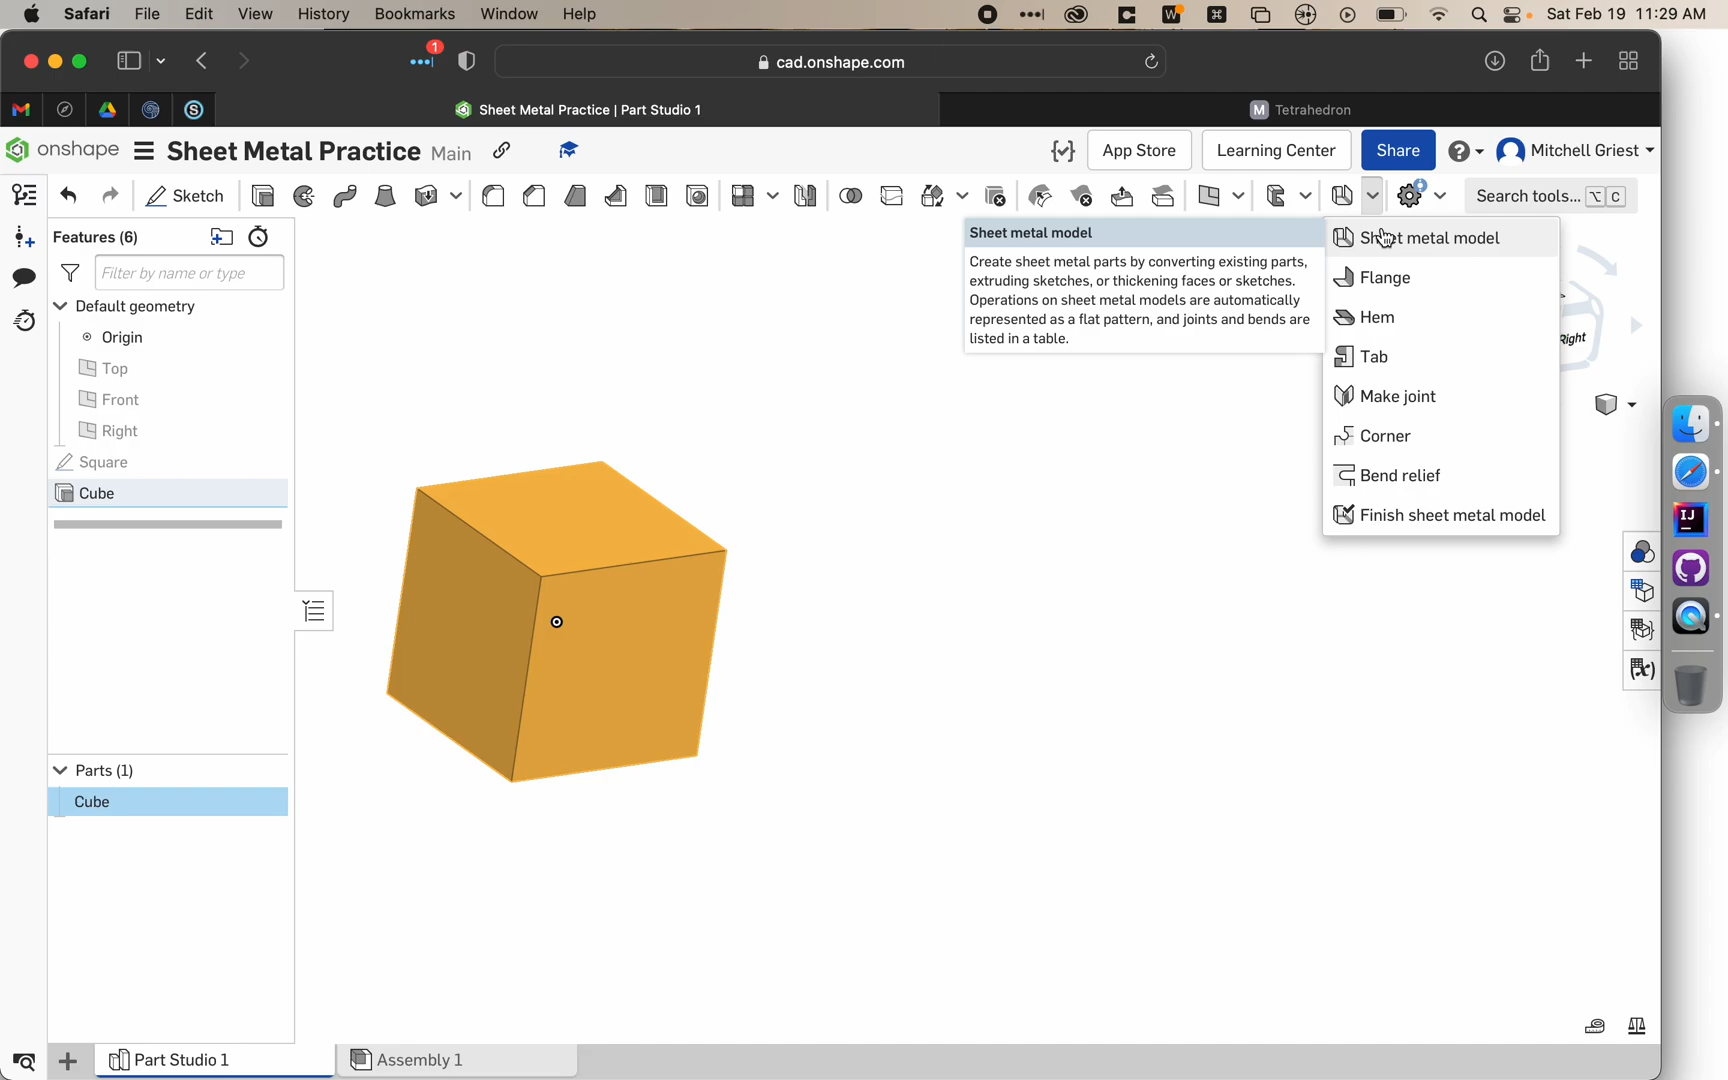 Safari File Edit View History Bookmarks Window Help Sat Feb 19 11:29 AM
1
cad.onshape.com
Sheet Metal Practice | Part Studio 1
M Tetrahedron
onshape Sheet Metal Practice Main App Store Learning Center Share Mitchell Griest
Sketch Search tools... ⌥ C
Features (6)
Filter by name or type
Default geometry
Origin
Top
Front
Right
Square
Cube
Sheet metal model
Create sheet metal parts by converting existing parts,
extruding sketches, or thickening faces or sketches.
Operations on sheet metal models are automatically
represented as a flat pattern, and joints and bends are
listed in a table.
Sheet metal model
Flange
Hem
Tab
Make joint
Corner
Bend relief
Finish sheet metal model
Right
IJ
Parts (1)
Cube
Part Studio 1
Assembly 1